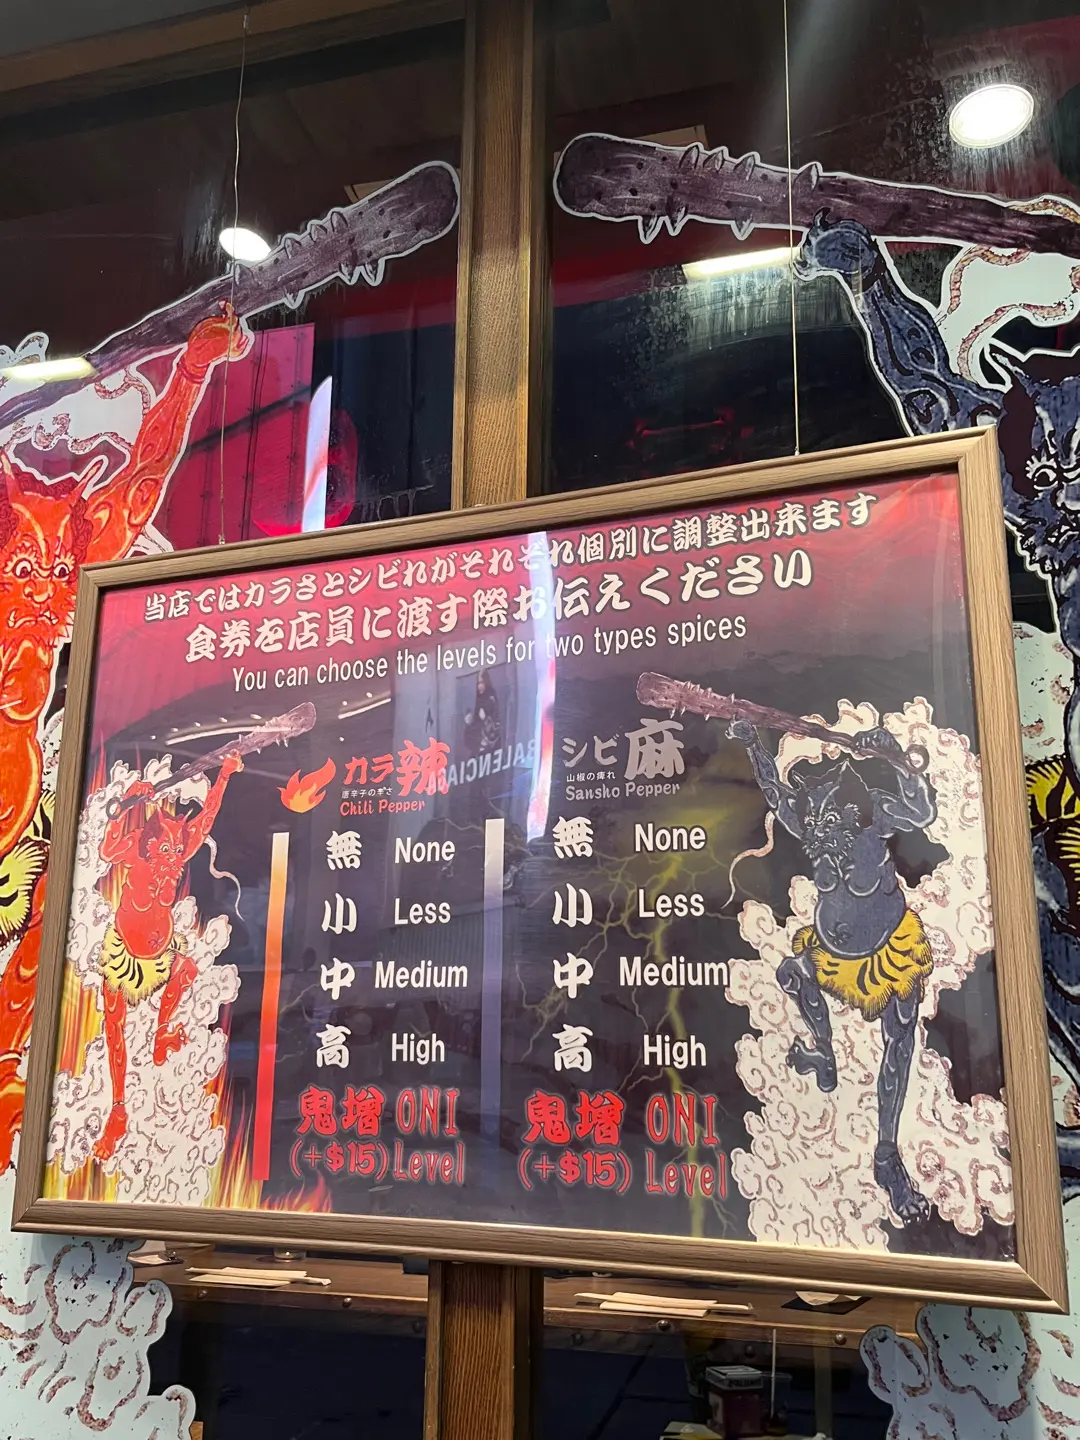 当店ではカラさとシビれがそれぞれ個別に調整出来ます
食券を店員に渡す際お伝えください
You can choose the levels for two types spices
カラ 辣
唐辛子の辛さ
Chili Pepper
シビ 麻
山椒の痺れ
Sansho Pepper
BALENCIA
無 None
小 Less
中 Medium
高 High
鬼増 ONI
(+$15) Level
無 None
小 Less
中 Medium
高 High
鬼増 ONI
(+$15) Level